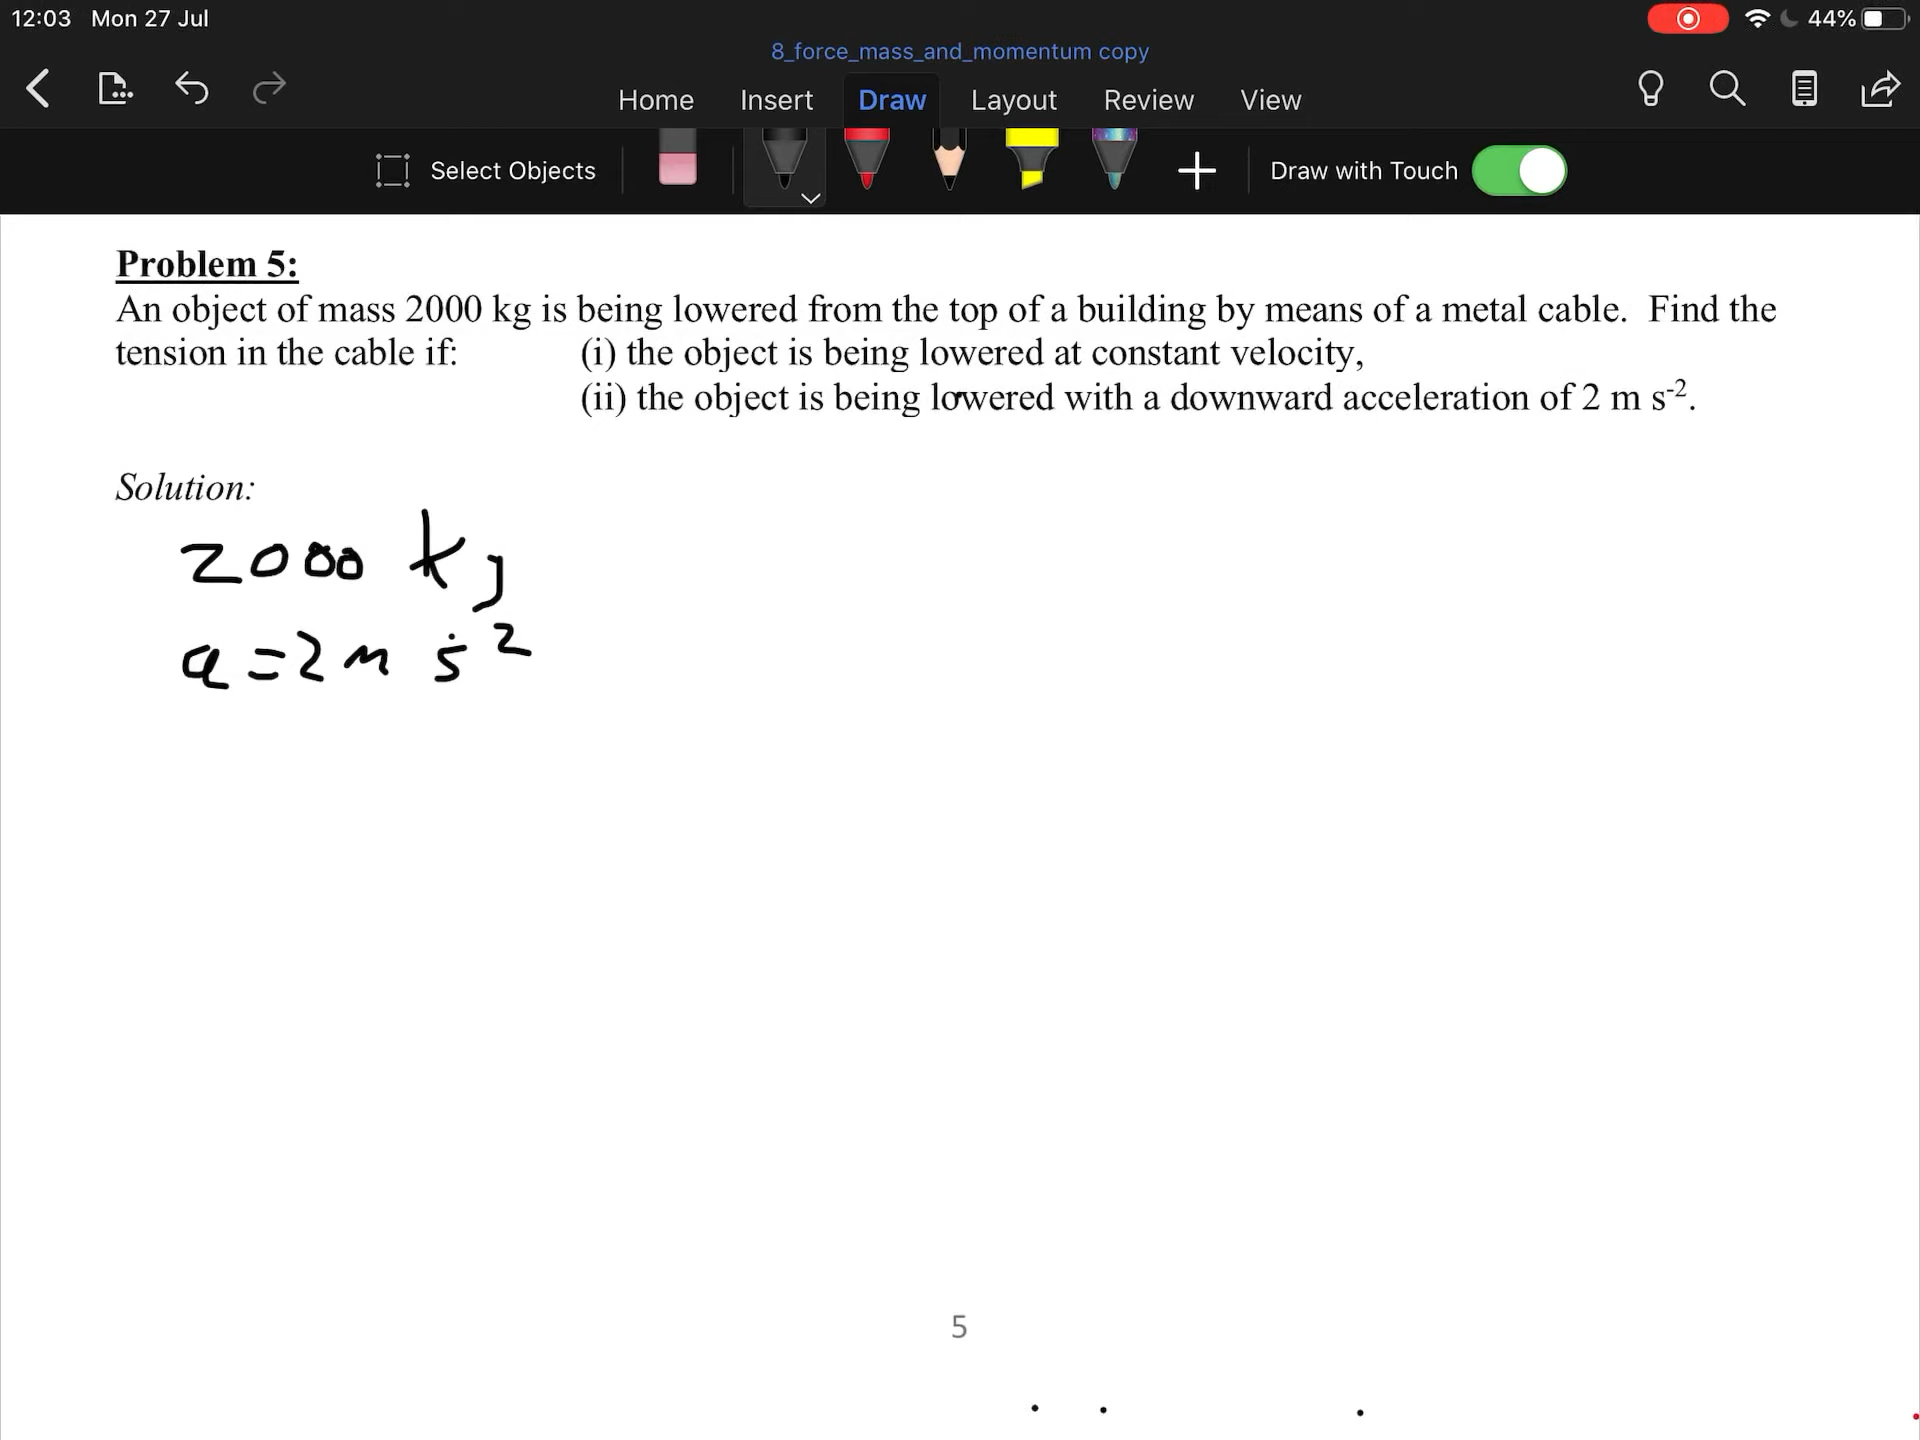 12:03 Mon 27 Jul
44%
8_force_mass_and_momentum copy
Home Insert Draw Layout Review View
Select Objects
Draw with Touch
Problem 5:
An object of mass 2000 kg is being lowered from the top of a building by means of a metal cable. Find the
tension in the cable if: (i) the object is being lowered at constant velocity,
(ii) the object is being lowered with a downward acceleration of 2 m s⁻².
Solution:
2000 kg
a = 2 m s²
5